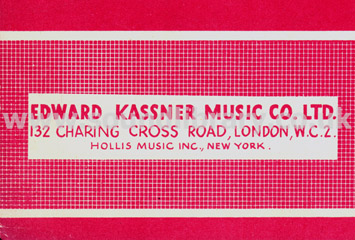 EDWARD KASSNER MUSIC CO. LTD.
132 CHARING CROSS ROAD, LONDON, W.C.2.
HOLLIS MUSIC INC., NEW YORK.